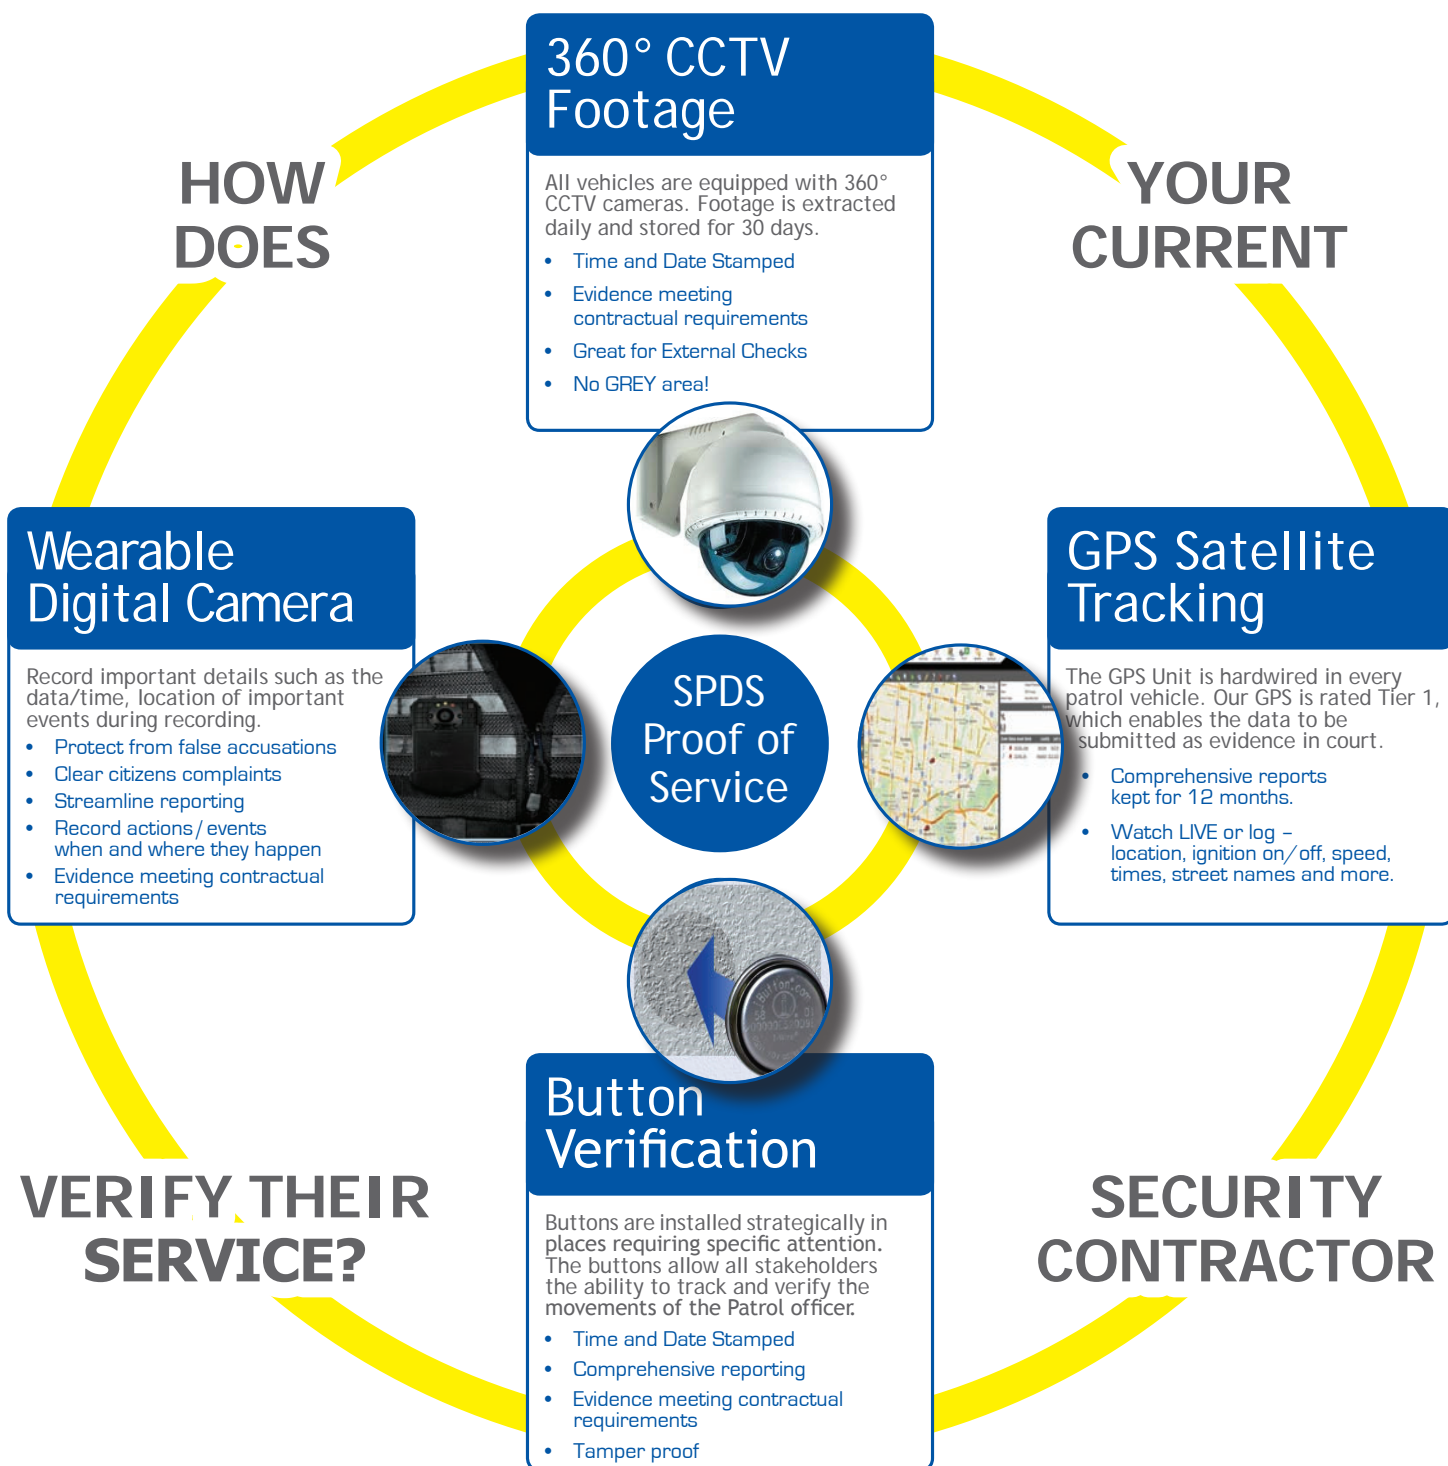 360° CCTV
Footage
All vehicles are equipped with 360°
CCTV cameras. Footage is extracted
daily and stored for 30 days.
• Time and Date Stamped
• Evidence meeting
contractual requirements
• Great for External Checks
• No GREY area!
HOW
DOES
YOUR
CURRENT
Wearable
Digital Camera
Record important details such as the
data/time, location of important
events during recording.
• Protect from false accusations
• Clear citizens complaints
• Streamline reporting
• Record actions/events
when and where they happen
• Evidence meeting contractual
requirements
SPDS
Proof of
Service
GPS Satellite
Tracking
The GPS Unit is hardwired in every
patrol vehicle. Our GPS is rated Tier 1,
which enables the data to be
submitted as evidence in court.
• Comprehensive reports
kept for 12 months.
• Watch LIVE or log –
location, ignition on/off, speed,
times, street names and more.
Button
Verification
Buttons are installed strategically in
places requiring specific attention.
The buttons allow all stakeholders
the ability to track and verify the
movements of the Patrol officer.
• Time and Date Stamped
• Comprehensive reporting
• Evidence meeting contractual
requirements
• Tamper proof
VERIFY THEIR
SERVICE?
SECURITY
CONTRACTOR